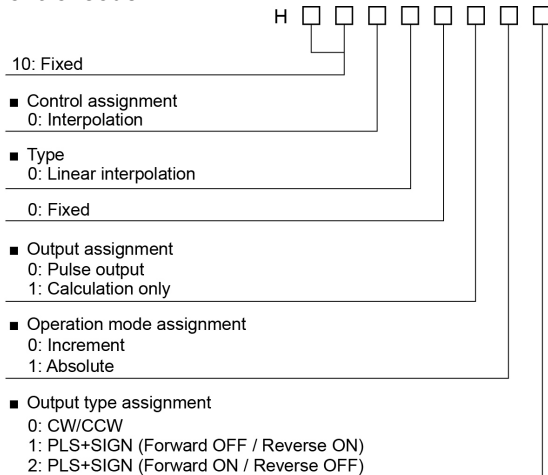 H □ □ □ □ □ □ □ □
10: Fixed
■ Control assignment
0: Interpolation
■ Type
0: Linear interpolation
0: Fixed
■ Output assignment
0: Pulse output
1: Calculation only
■ Operation mode assignment
0: Increment
1: Absolute
■ Output type assignment
0: CW/CCW
1: PLS+SIGN (Forward OFF / Reverse ON)
2: PLS+SIGN (Forward ON / Reverse OFF)